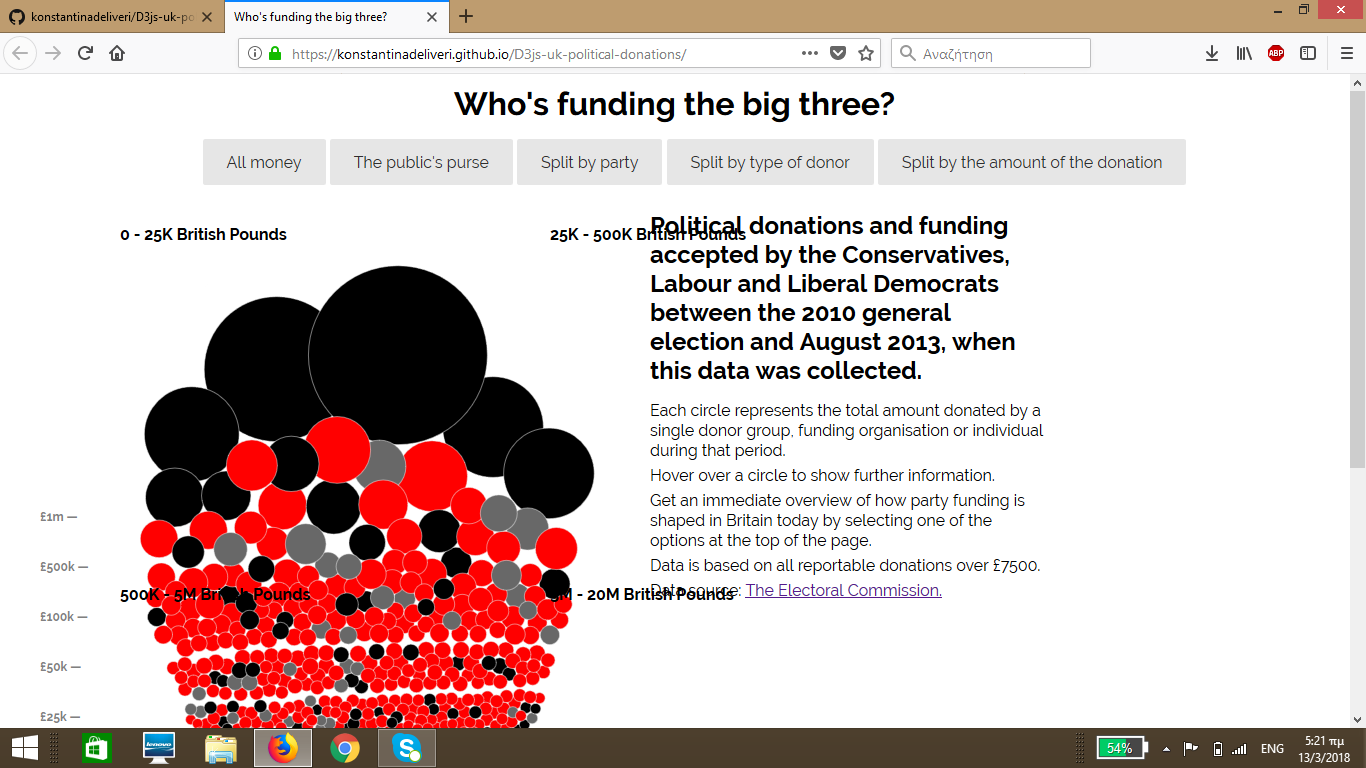 konstantinadeliveri/D3js-uk-po
Who's funding the big three?
https://konstantinadeliveri.github.io/D3js-uk-political-donations/
Αναζήτηση
ABP
Who's funding the big three?
All money
The public's purse
Split by party
Split by type of donor
Split by the amount of the donation
0 - 25K British Pounds
25K - 500K British Pounds
Political donations and funding
accepted by the Conservatives,
Labour and Liberal Democrats
between the 2010 general
election and August 2013, when
this data was collected.
Each circle represents the total amount donated by a
single donor group, funding organisation or individual
during that period.
Hover over a circle to show further information.
Get an immediate overview of how party funding is
shaped in Britain today by selecting one of the
options at the top of the page.
Data is based on all reportable donations over £7500.
Data source: The Electoral Commission.
500K - 5M British Pounds
5M - 20M British Pounds
£1m
£500k
£100k
£50k
£25k
lenovo
54%
ENG
5:21 πμ
13/3/2018